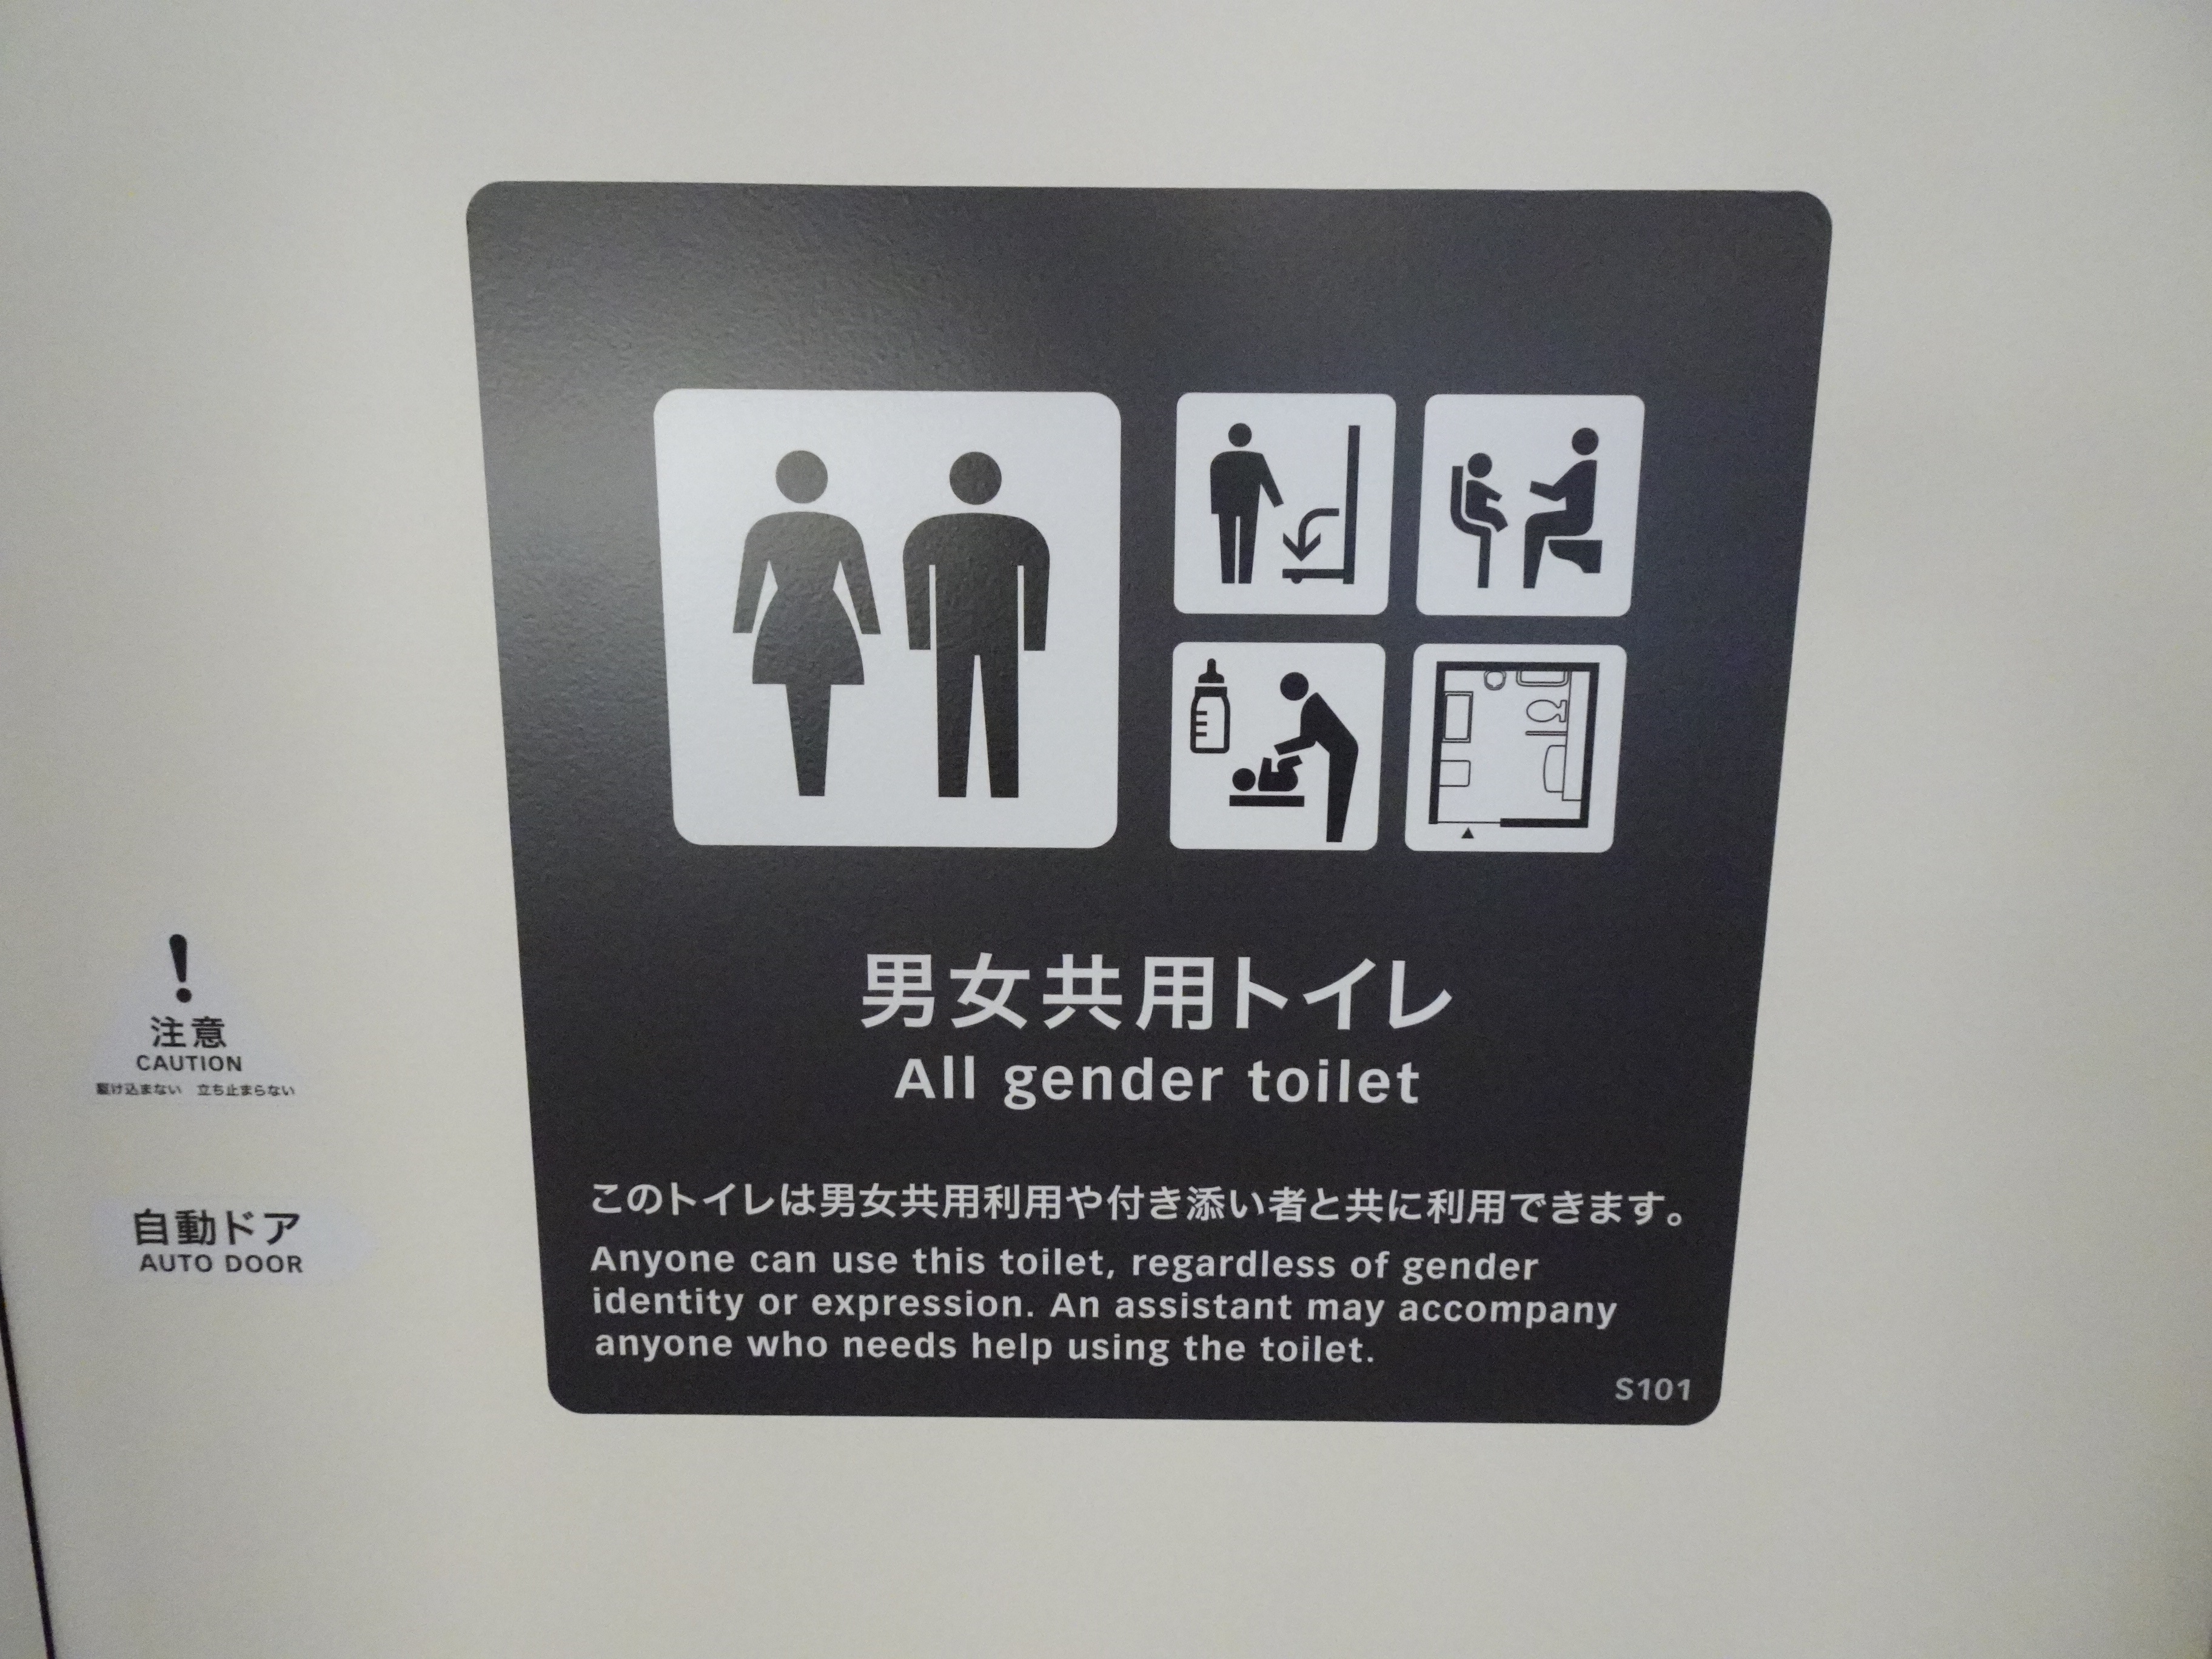 男女共用トイレ
All gender toilet
このトイレは男女共用利用や付き添い者と共に利用できます。
Anyone can use this toilet, regardless of gender
identity or expression. An assistant may accompany
anyone who needs help using the toilet.
S101
!
注意
CAUTION
駆け込まない 立ち止まらない
自動ドア
AUTO DOOR